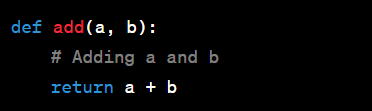 def add(a, b):
    # Adding a and b
    return a + b